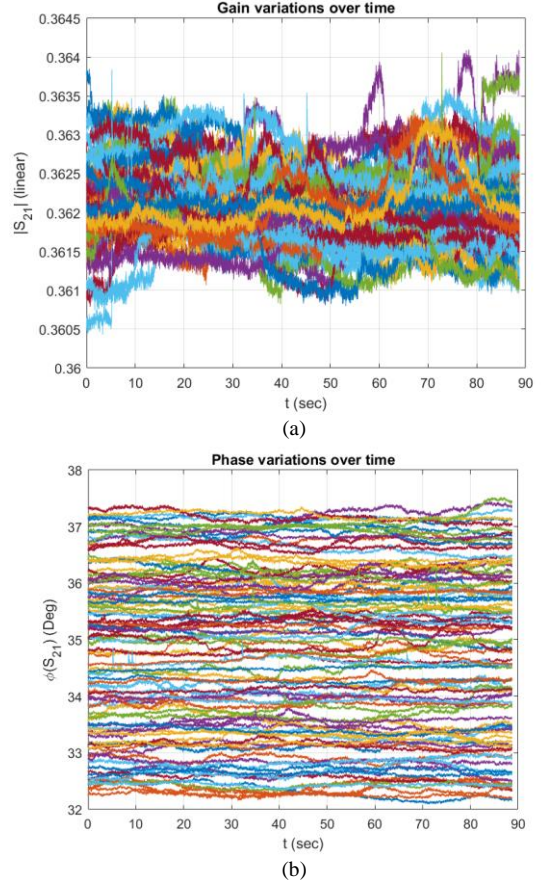 Gain variations over time
0.3645
0.364
0.3635
0.363
0.3625
0.362
0.3615
0.361
0.3605
0.36
|S21| (linear)
0 10 20 30 40 50 60 70 80 90
t (sec)
(a)
Phase variations over time
38
37
36
35
34
33
32
ϕ(S21) (Deg)
0 10 20 30 40 50 60 70 80 90
t (sec)
(b)